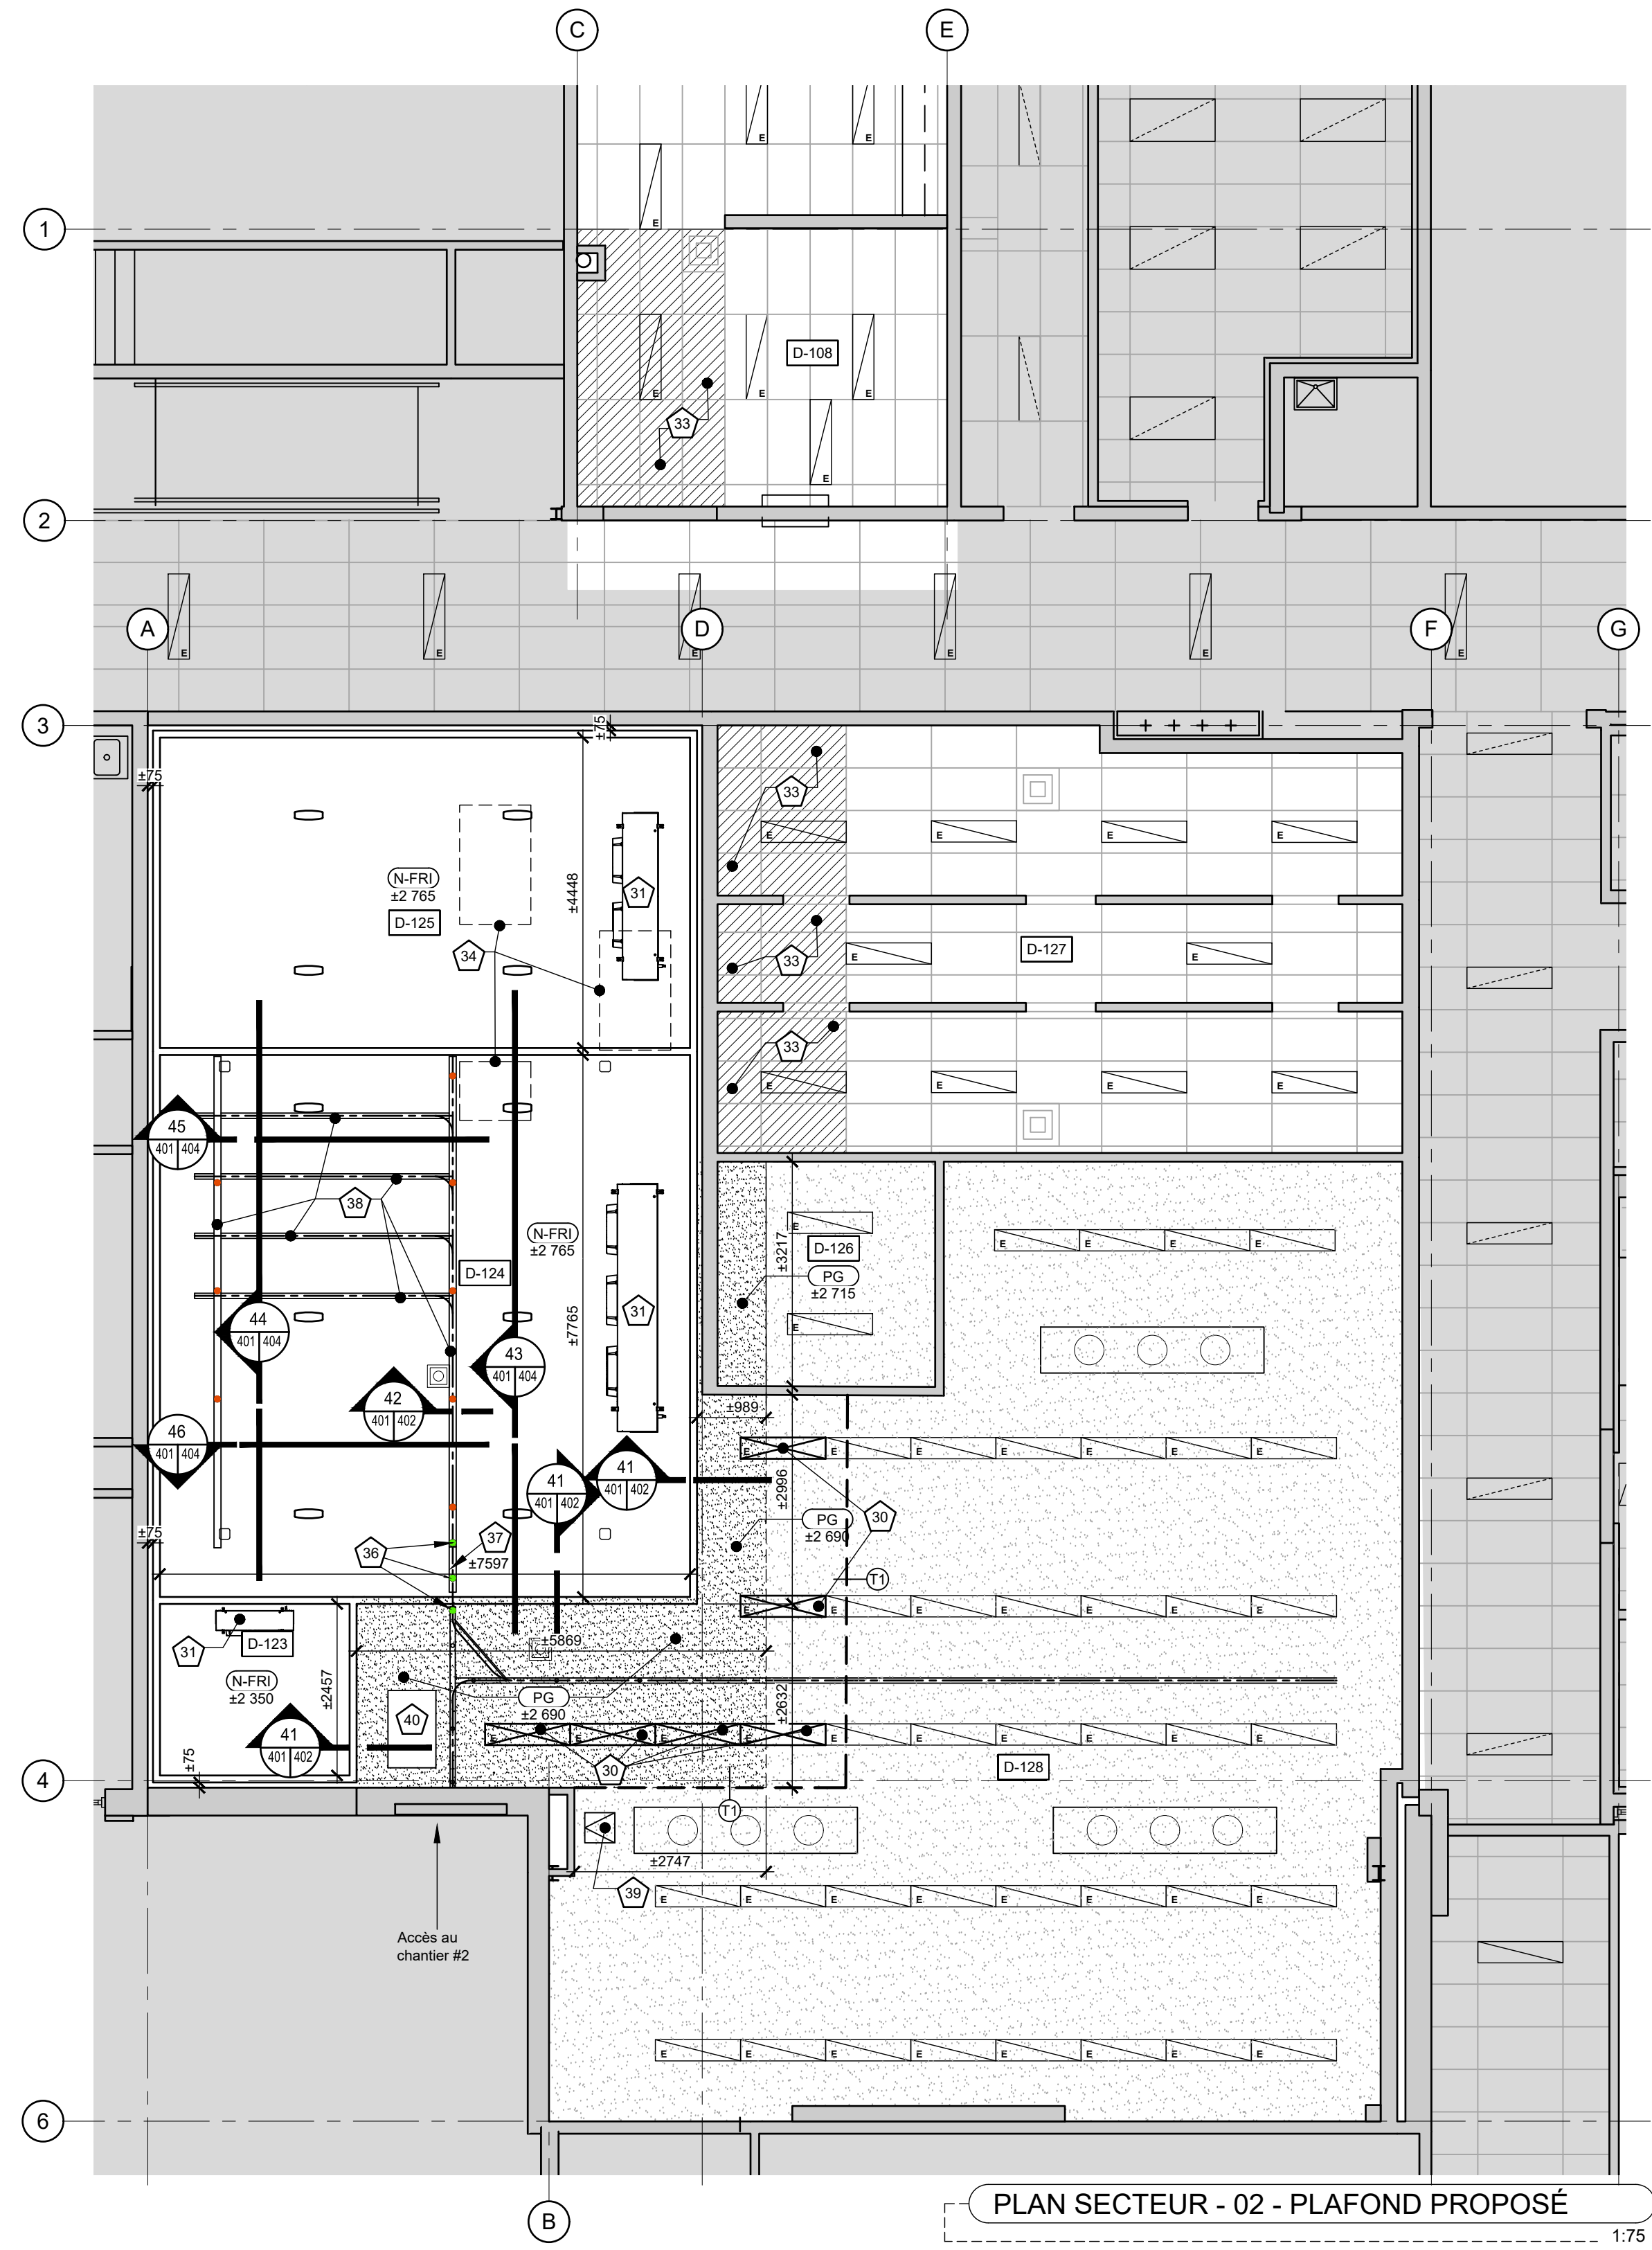 C
E
E
E
E
1
E
E
E
D-108
33
E
2
A
D
F
G
E
E
E
E
E
E
3
±75
±75
33
E
E
E
E
N-FRI
±2 765
D-125
±4448
31
34
33
E
D-127
E
33
E
E
E
E
45
401 404
38
N-FRI
±2 765
D-124
E
D-126
±3217
PG
±2 715
E
E
E
E
E
31
±7765
44
401 404
43
401 404
42
401 402
±989
46
401 404
41
401 402
41
401 402
E
E
E
E
E
E
E
±2996
PG
±2 690
30
±75
36
37
±7597
T1
E
E
E
E
E
E
E
31
D-123
N-FRI
±2 350
±2457
±5869
PG
±2 690
±2632
40
41
401 402
E
E
E
E
E
E
E
E
E
E
30
D-128
±75
4
T1
±2747
39
E
E
E
E
E
E
E
E
Accès au
chantier #2
E
E
E
E
E
E
E
E
6
B
PLAN SECTEUR - 02 - PLAFOND PROPOSÉ
1:75